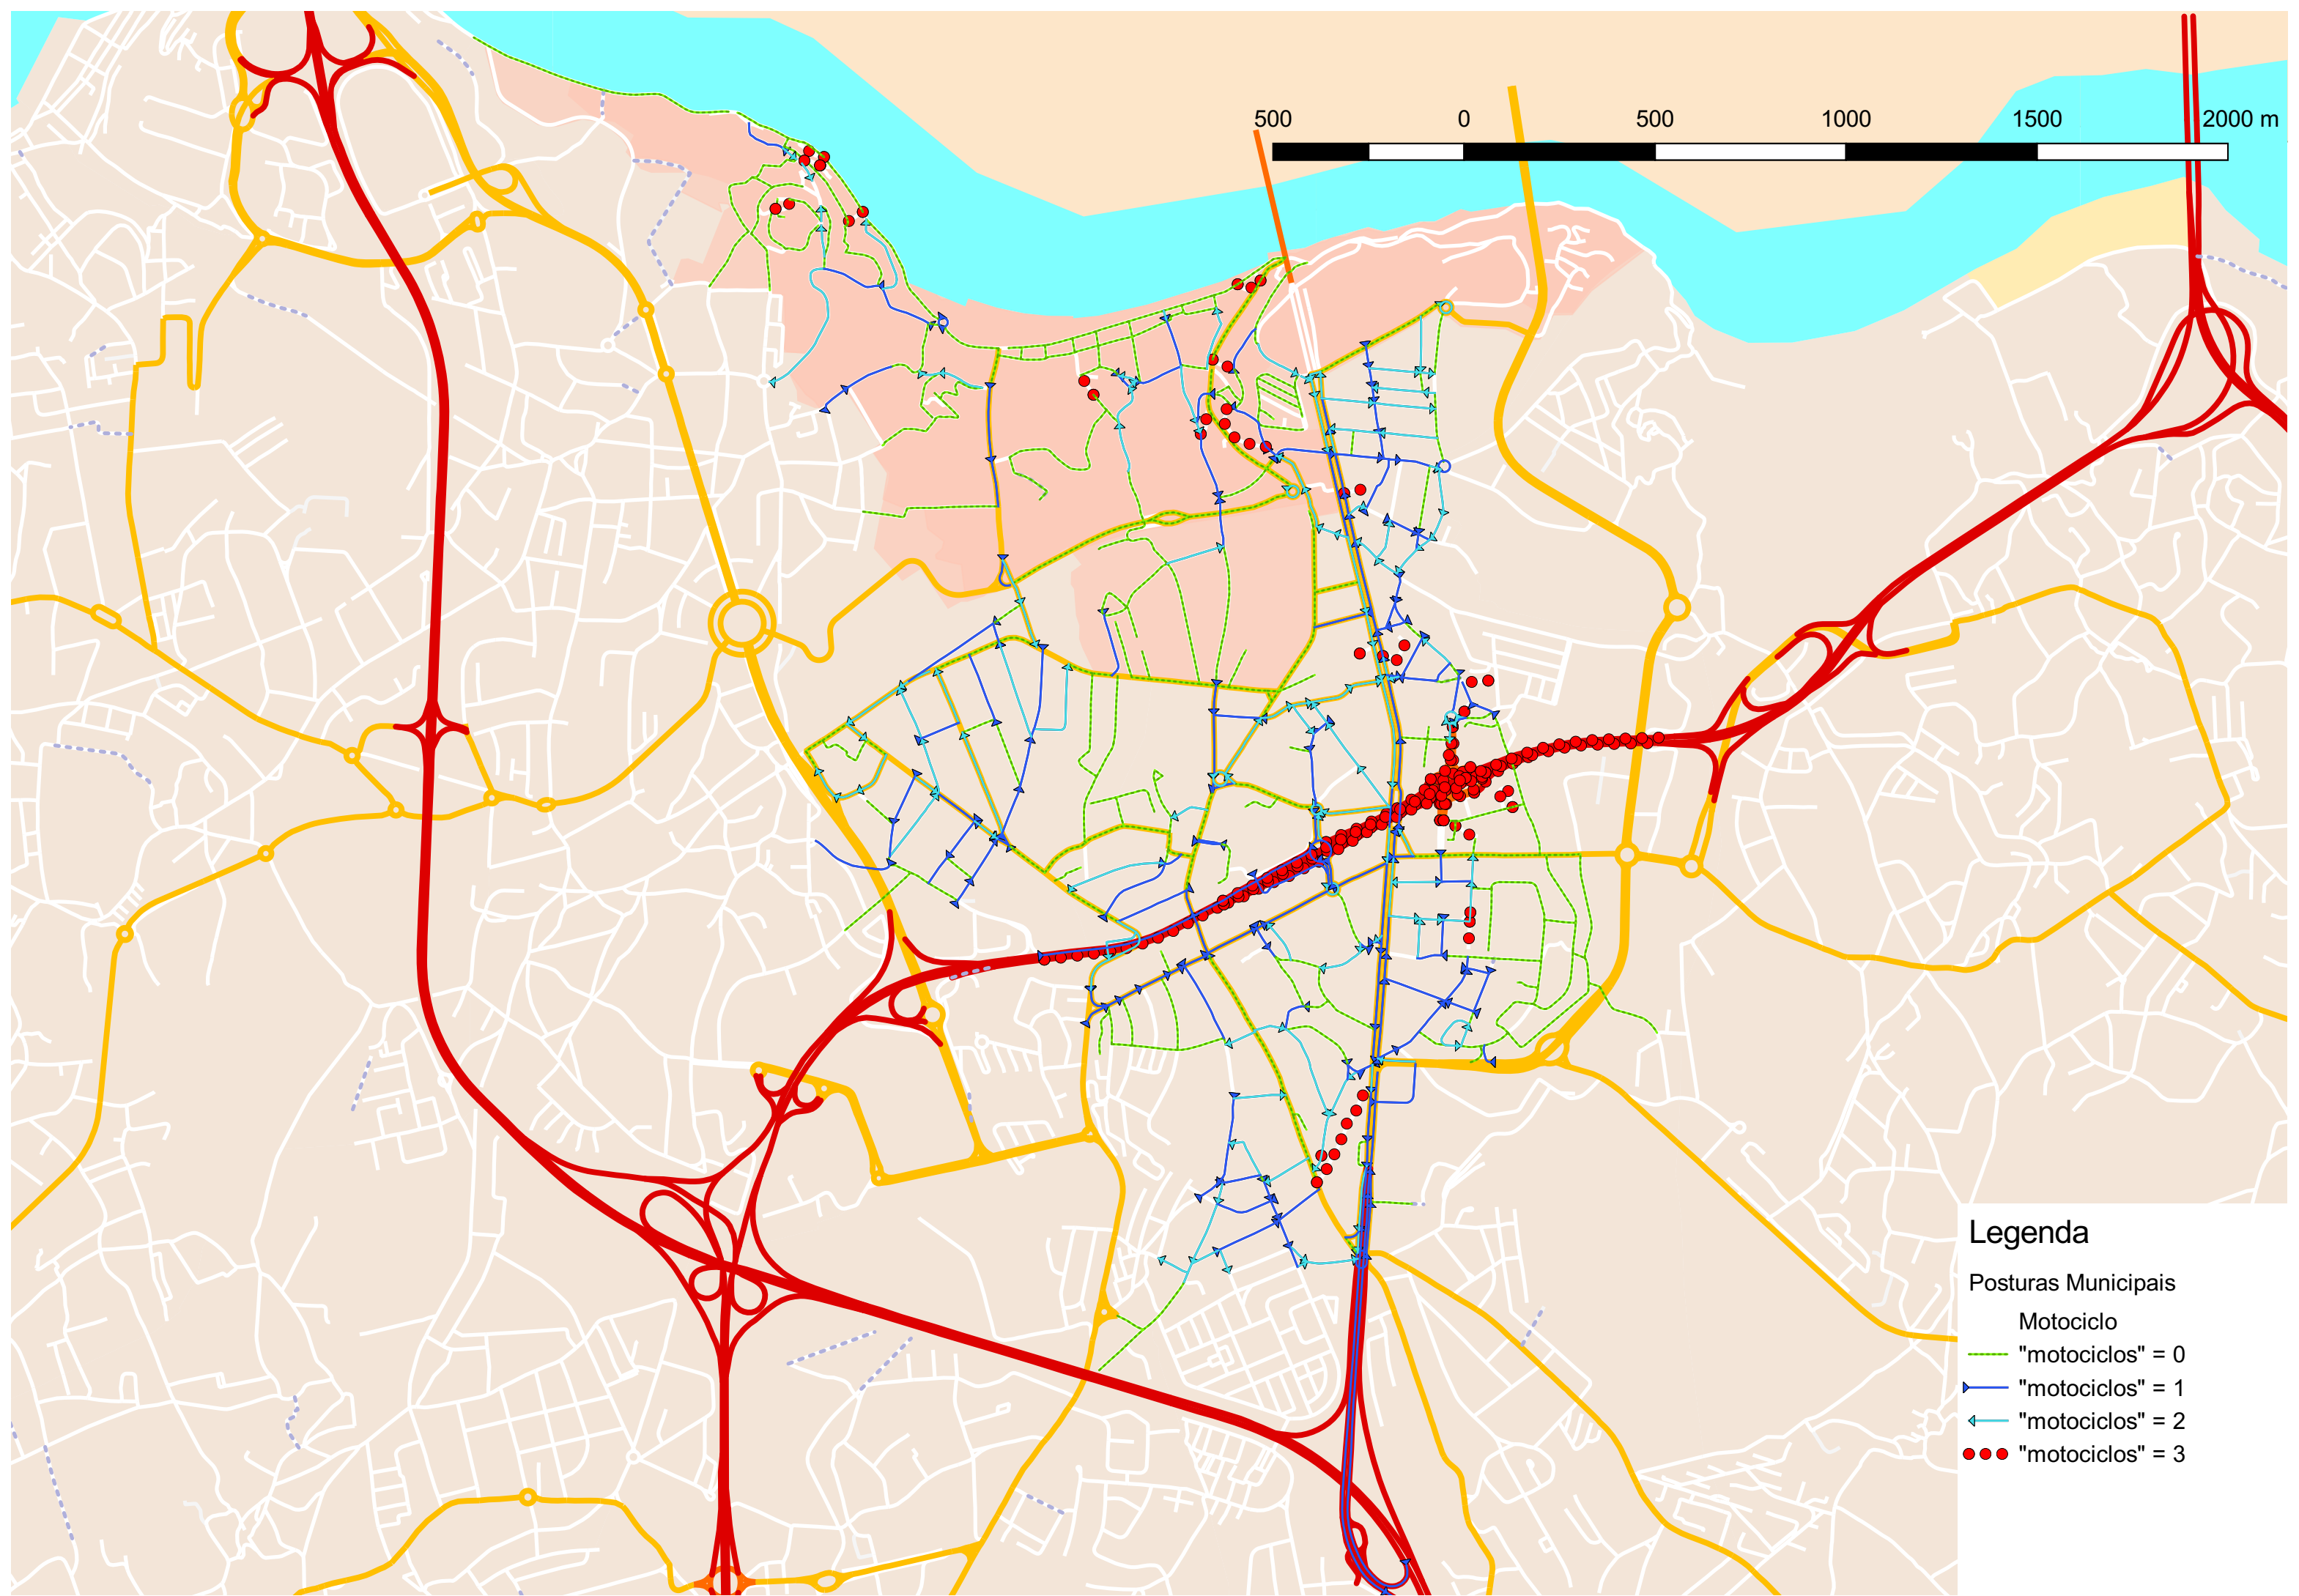 500 0 500 1000 1500 2000 m
Legenda
Posturas Municipais
Motociclo
"motociclos" = 0
"motociclos" = 1
"motociclos" = 2
"motociclos" = 3